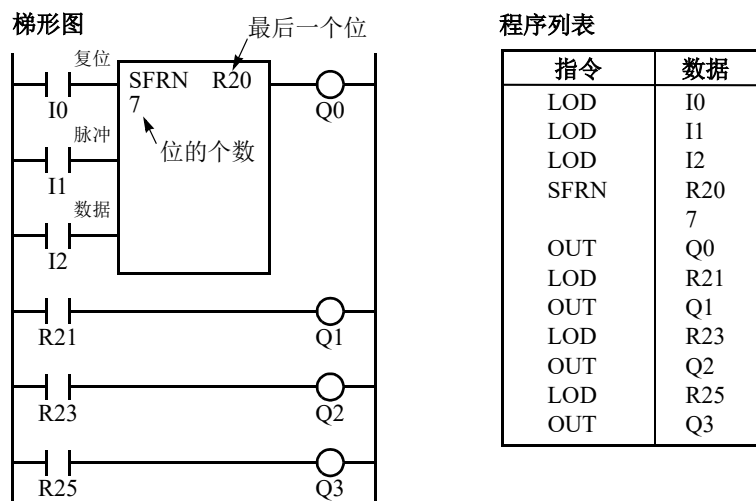 梯形图
最后一个位
复位
SFRN R20
7
I0
Q0
脉冲
位的个数
I1
数据
I2
R21
Q1
R23
Q2
R25
Q3
程序列表
指令 数据
LOD I0
LOD I1
LOD I2
SFRN R20
7
OUT Q0
LOD R21
OUT Q1
LOD R23
OUT Q2
LOD R25
OUT Q3